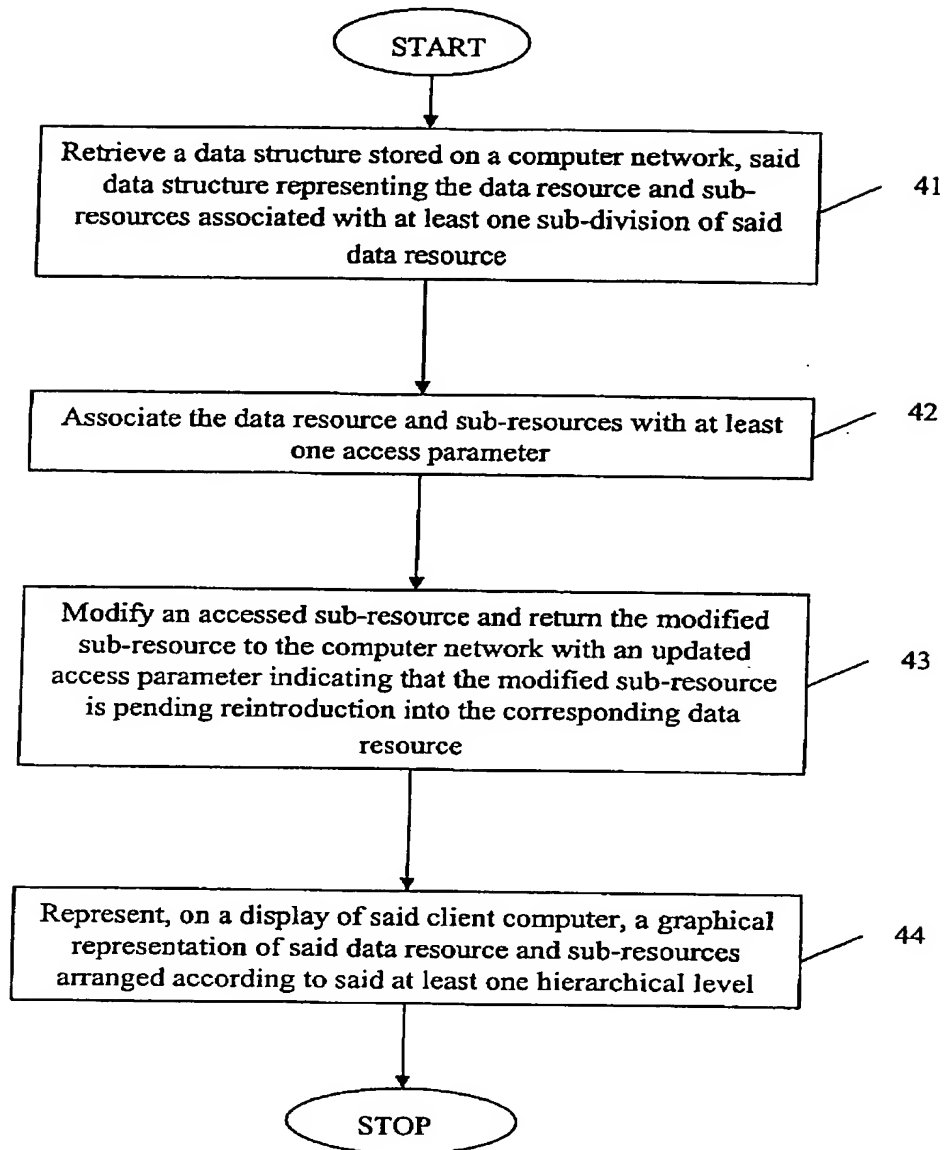 START
Retrieve a data structure stored on a computer network, said
data structure representing the data resource and sub-
resources associated with at least one sub-division of said
data resource
41
Associate the data resource and sub-resources with at least
one access parameter
42
Modify an accessed sub-resource and return the modified
sub-resource to the computer network with an updated
access parameter indicating that the modified sub-resource
is pending reintroduction into the corresponding data
resource
43
Represent, on a display of said client computer, a graphical
representation of said data resource and sub-resources
arranged according to said at least one hierarchical level
44
STOP